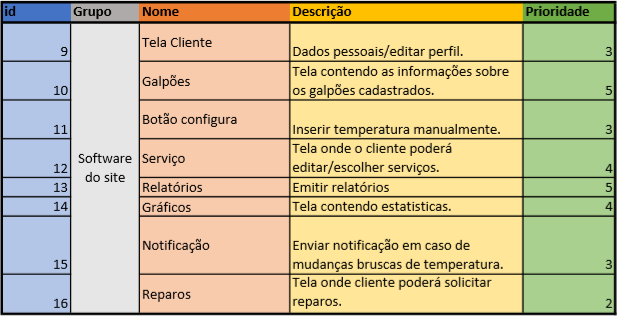 id Grupo Nome Descrição Prioridade
9 Tela Cliente Dados pessoais/editar perfil. 3
10 Galpões Tela contendo as informações sobre
os galpões cadastrados. 5
11 Botão configura Inserir temperatura manualmente. 3
Software
do site
12 Serviço Tela onde o cliente poderá
editar/escolher serviços. 4
13 Relatórios Emitir relatórios 5
14 Gráficos Tela contendo estatisticas. 4
15 Notificação Enviar notificação em caso de
mudanças bruscas de temperatura. 3
16 Reparos Tela onde cliente poderá solicitar
reparos. 2